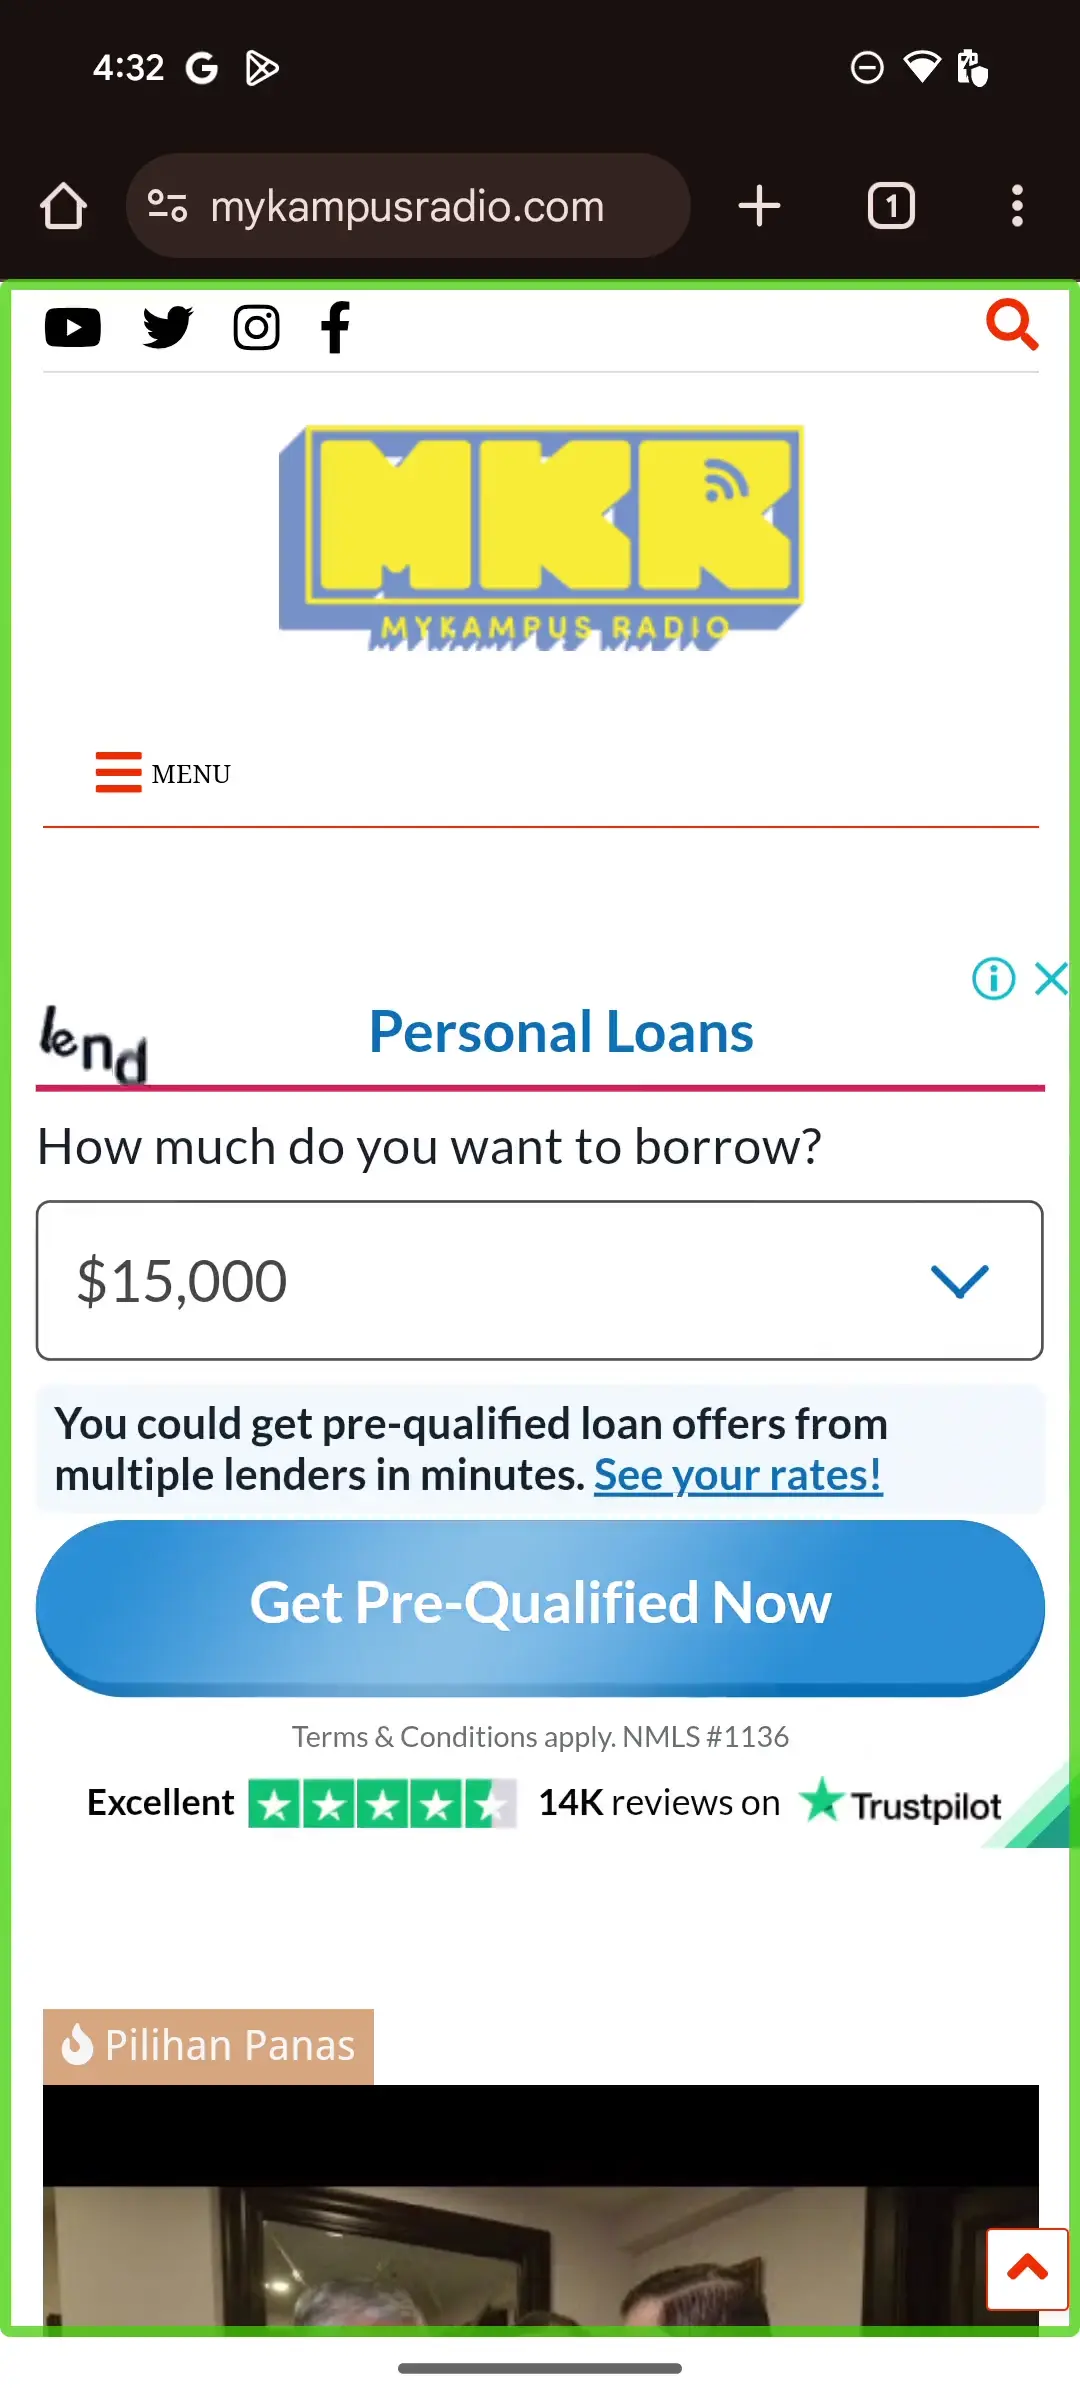 4:32
mykampusradio.com
1
MKR
MYKAMPUS RADIO
MENU
lend
Personal Loans
How much do you want to borrow?
$15,000
You could get pre-qualified loan offers from
multiple lenders in minutes. See your rates!
Get Pre-Qualified Now
Terms & Conditions apply. NMLS #1136
Excellent 14K reviews on Trustpilot
Pilihan Panas